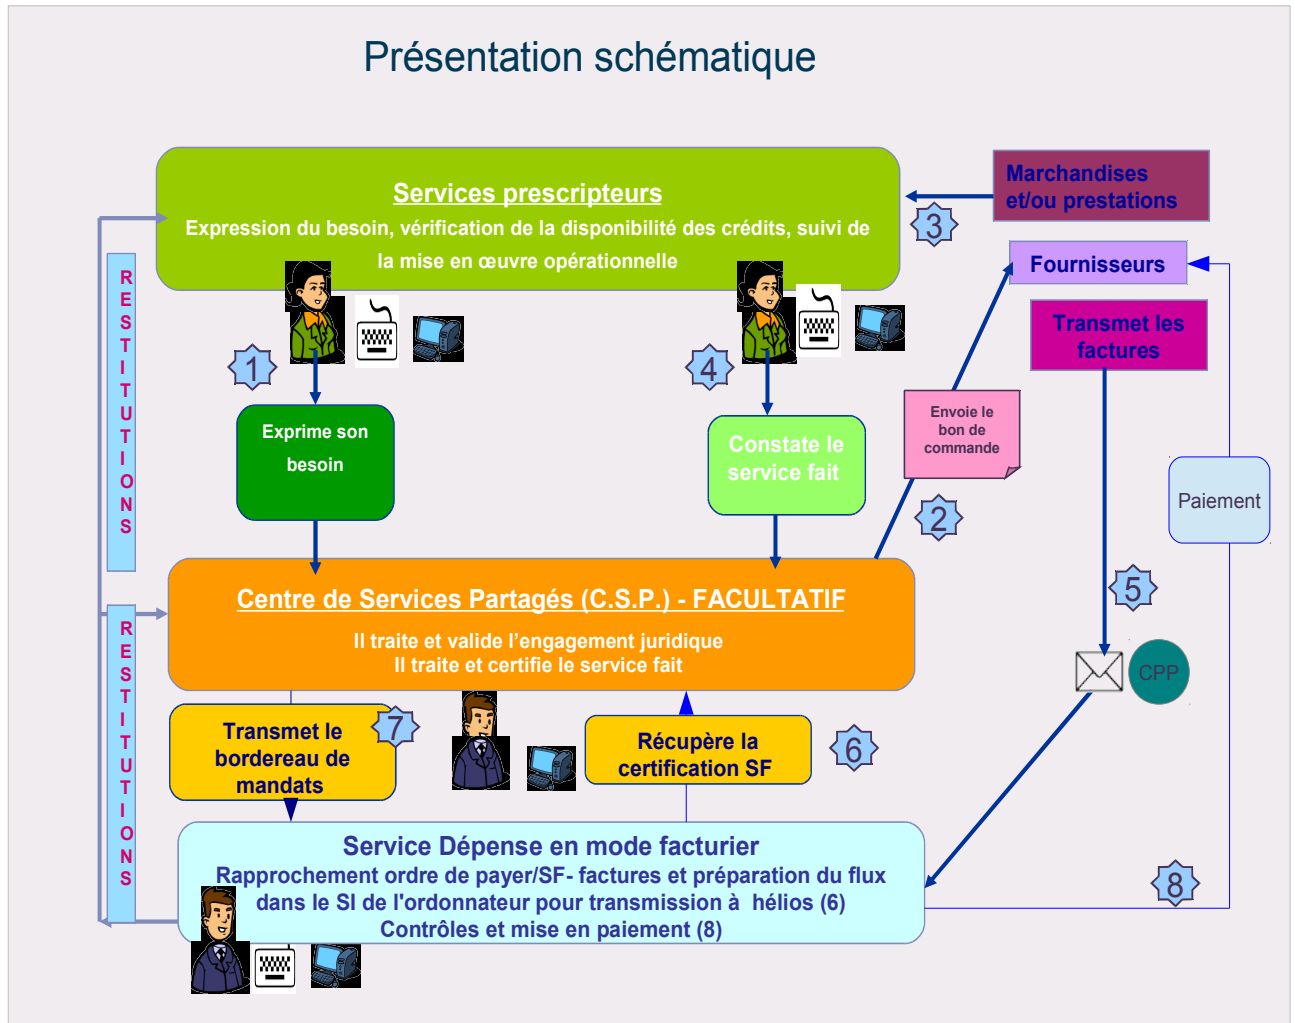 Présentation schématique
Services prescripteurs
Expression du besoin, vérification de la disponibilité des crédits, suivi de
la mise en œuvre opérationnelle
Marchandises
et/ou prestations
3
Fournisseurs
Transmet les
factures
RESTITUTIONS
1
4
Exprime son
besoin
Constate le
service fait
Envoie le
bon de
commande
2
Paiement
5
CPP
Centre de Services Partagés (C.S.P.) - FACULTATIF
Il traite et valide l’engagement juridique
Il traite et certifie le service fait
RESTITUTIONS
Transmet le
bordereau de
mandats
7
Récupère la
certification SF
6
Service Dépense en mode facturier
Rapprochement ordre de payer/SF- factures et préparation du flux
dans le SI de l'ordonnateur pour transmission à hélios (6)
Contrôles et mise en paiement (8)
8